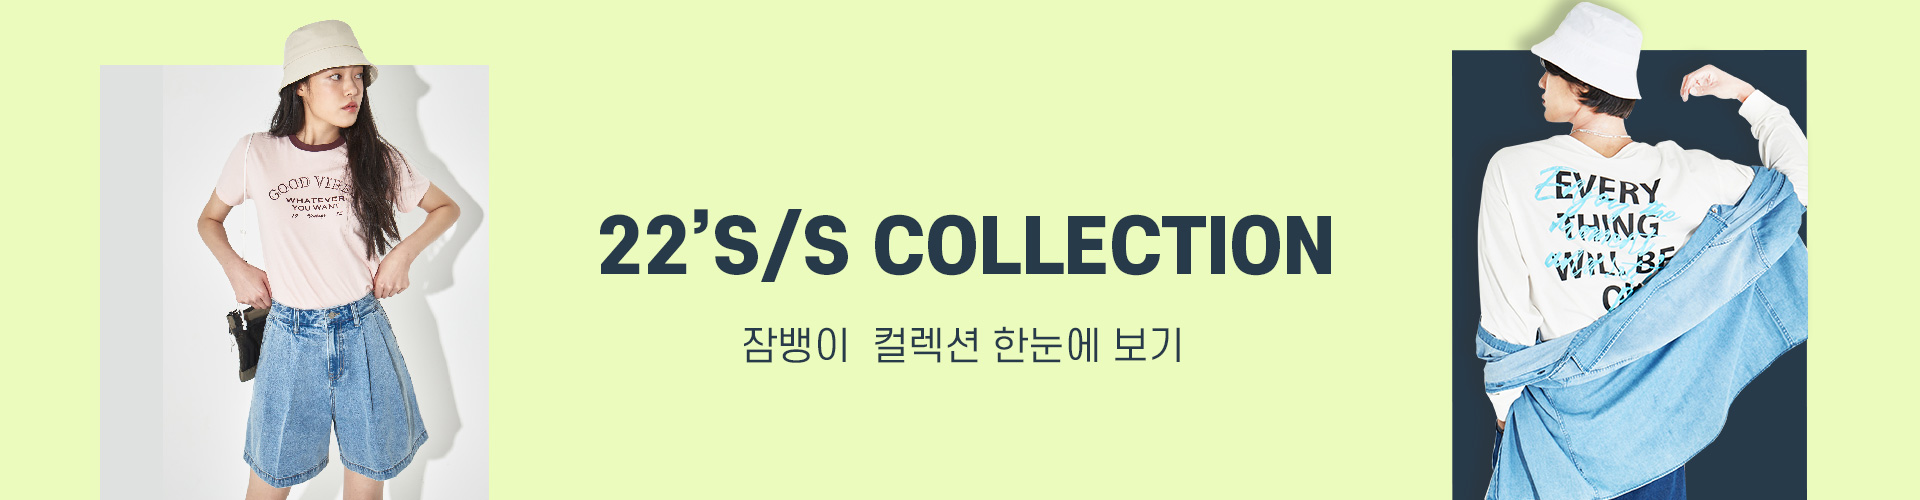 GOOD VIBE
WHATEVER
YOU WANT
22'S/S COLLECTION
잠뱅이 컬렉션 한눈에 보기
EVERY
THING
WILL BE